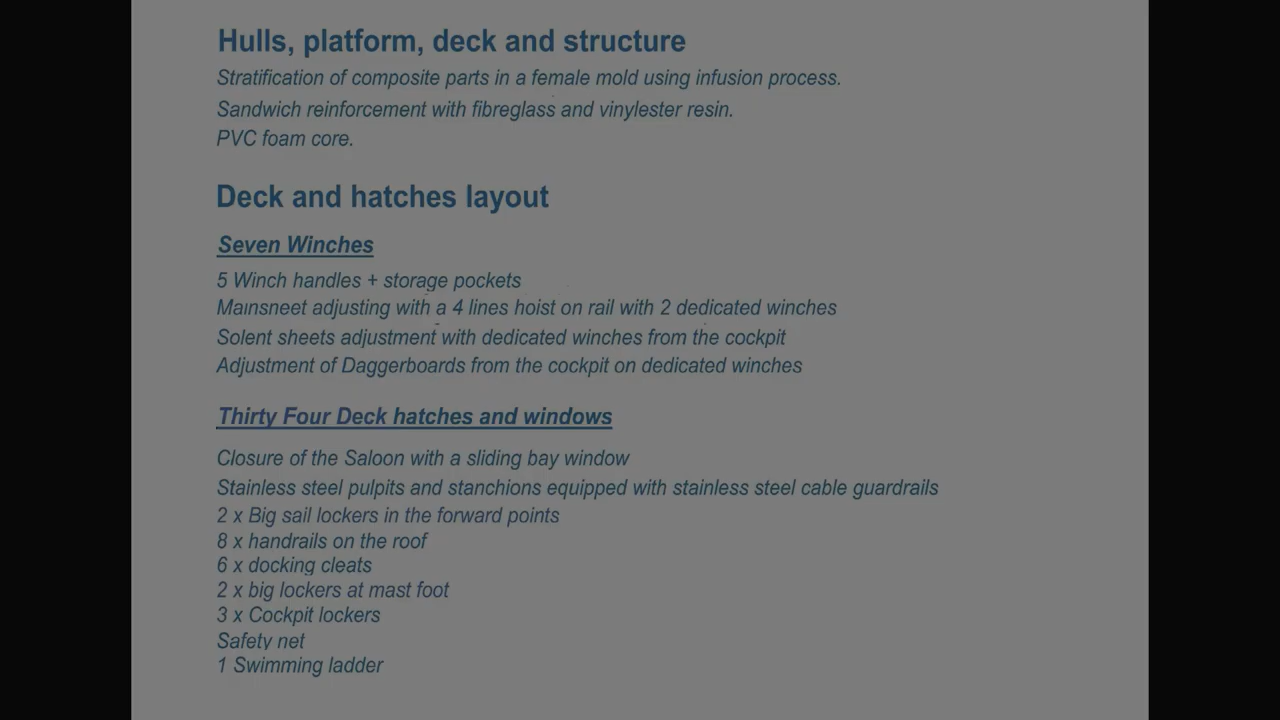 Hulls, platform, deck and structure
Stratification of composite parts in a female mold using infusion process.
Sandwich reinforcement with fibreglass and vinylester resin.
PVC foam core.
Deck and hatches layout
Seven Winches
5 Winch handles + storage pockets
Mainsneet adjusting with a 4 lines hoist on rail with 2 dedicated winches
Solent sheets adjustment with dedicated winches from the cockpit
Adjustment of Daggerboards from the cockpit on dedicated winches
Thirty Four Deck hatches and windows
Closure of the Saloon with a sliding bay window
Stainless steel pulpits and stanchions equipped with stainless steel cable guardrails
2 x Big sail lockers in the forward points
8 x handrails on the roof
6 x docking cleats
2 x big lockers at mast foot
3 x Cockpit lockers
Safety net
1 Swimming ladder